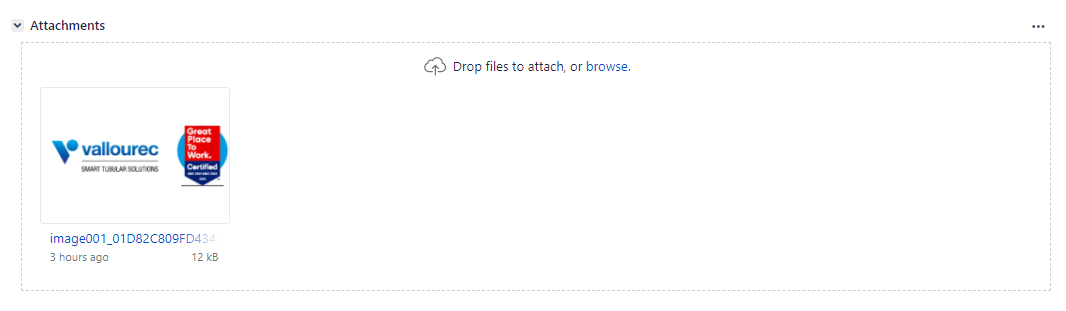 Attachments
Drop files to attach, or browse.
vallourec
SMART TUBULAR SOLUTIONS
Great
Place
To
Work.
Certified
image001_01D82C809FD434
3 hours ago
12 kB